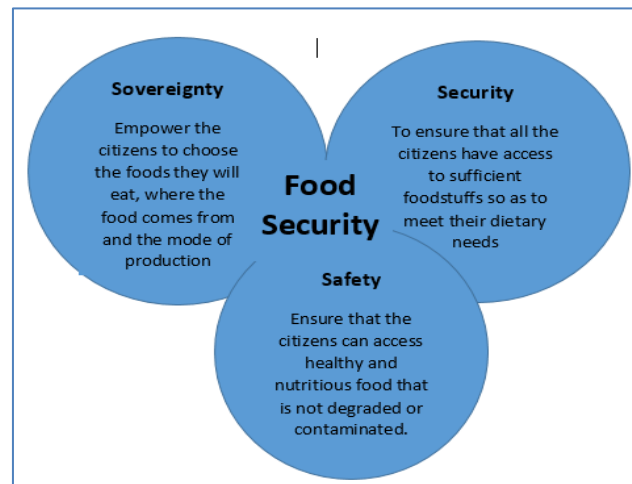 Sovereignty
Empower the
citizens to choose
the foods they will
eat, where the
food comes from
and the mode of
production
Security
To ensure that all the
citizens have access
to sufficient
foodstuffs so as to
meet their dietary
needs
Food
Security
Safety
Ensure that the
citizens can access
healthy and
nutritious food that
is not degraded or
contaminated.